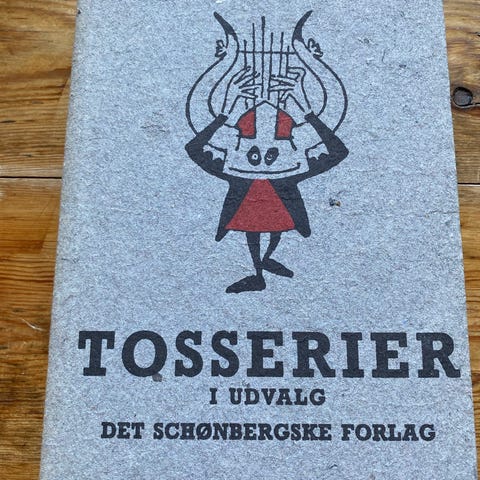 TOSSERIER
I UDVALG
DET SCHØNBERGSKE FORLAG